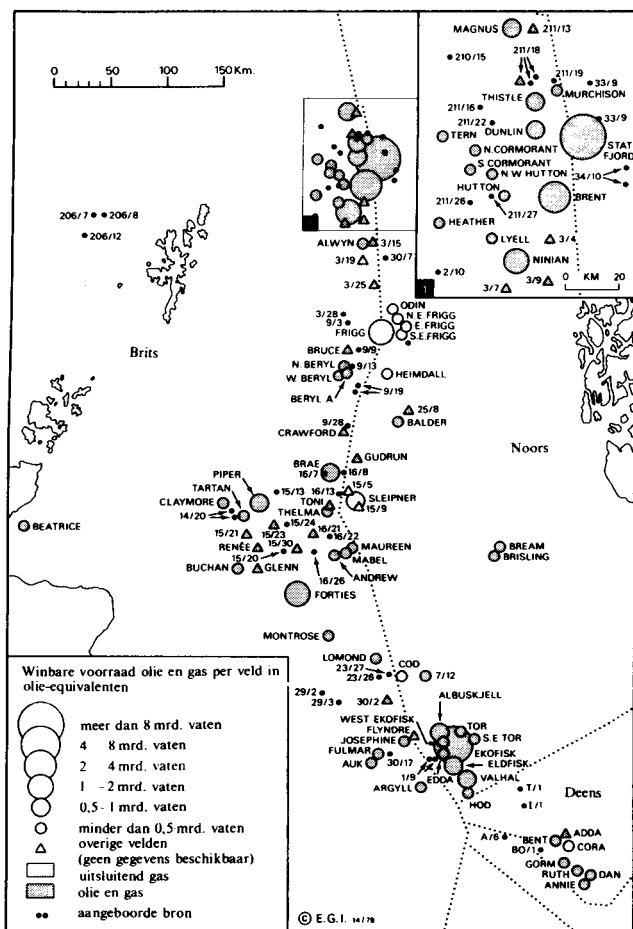 0 50 100 150 Km.
MAGNUS
211/13
210/15
211/18
211/19
33/9
MURCHISON
THISTLE
211/16
33/9
211/22
DUNLIN
TERN
STAT
FJORD
N.CORMORANT
S CORMORANT
34/10
N W HUTTON
HUTTON
BRENT
211/26
211/27
HEATHER
LYELL
3/4
NINIAN
2/10
3/9
3/7
0 KM 20
1
206/7
206/8
206/12
ALWYN
3/15
3/19
30/7
3/25
ODIN
3/28
N.E.FRIGG
9/3
E.FRIGG
FRIGG
S.E.FRIGG
Brits
BRUCE
9/9
N.BERYL
9/13
W. BERYL
HEIMDALL
BERYL A
9/19
25/8
9/28
BALDER
CRAWFORD
Noors
GUDRUN
BRAE
16/7
16/8
PIPER
TARTAN
15/13
16/13
15/5
CLAYMORE
TONI
SLEIPNER
THELMA
15/9
14/20
BEATRICE
15/24
15/21
15/23
16/21
16/22
RENÉE
15/30
MAUREEN
BREAM
15/20
MABEL
BRISLING
BUCHAN
GLENN
16/26
ANDREW
FORTIES
MONTROSE
LOMOND
COD
23/27
23/26
7/12
29/2
29/3
30/2
ALBUSKJELL
WEST EKOFISK
TOR
FLYNDRE
S.E TOR
JOSEPHINE
EKOFISK
FULMAR
ELDFISK
AUK
30/17
VALHAL
1/9
EDDA
ARGYLL
HOD
T/1
I/1
Deens
A/6
BENT
ADDA
BO/1
CORA
GORM
RUTH
DAN
ANNIE
Winbare voorraad olie en gas per veld in
olie-equivalenten
meer dan 8 mrd. vaten
4 - 8 mrd. vaten
2 - 4 mrd. vaten
1 - 2 mrd. vaten
0,5 - 1 mrd. vaten
minder dan 0,5 mrd. vaten
overige velden
(geen gegevens beschikbaar)
uitsluitend gas
olie en gas
aangeboorde bron
© E.G.I. 14/79